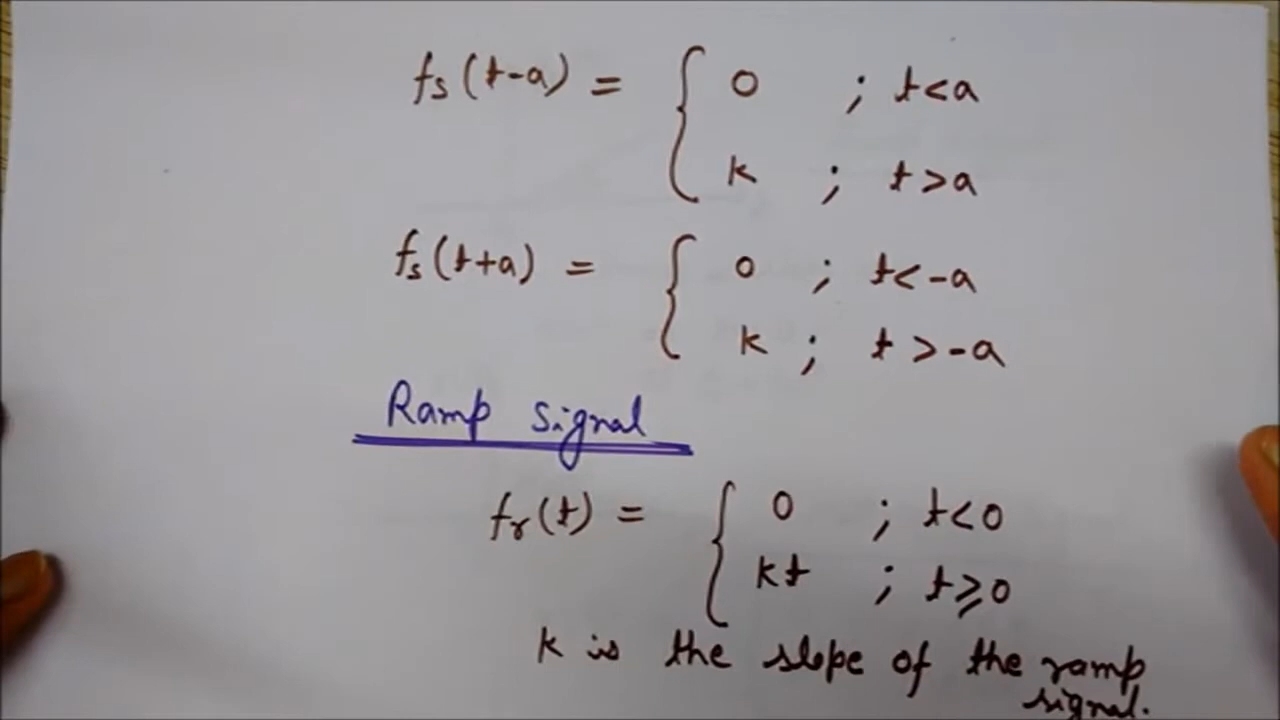 fs(t-a) = { 0 ; t<a
k ; t>a
fs(t+a) = { 0 ; t<-a
k ; t>-a
Ramp signal
fr(t) = { 0 ; t<0
kt ; t⩾0
k is the slope of the ramp
signal.